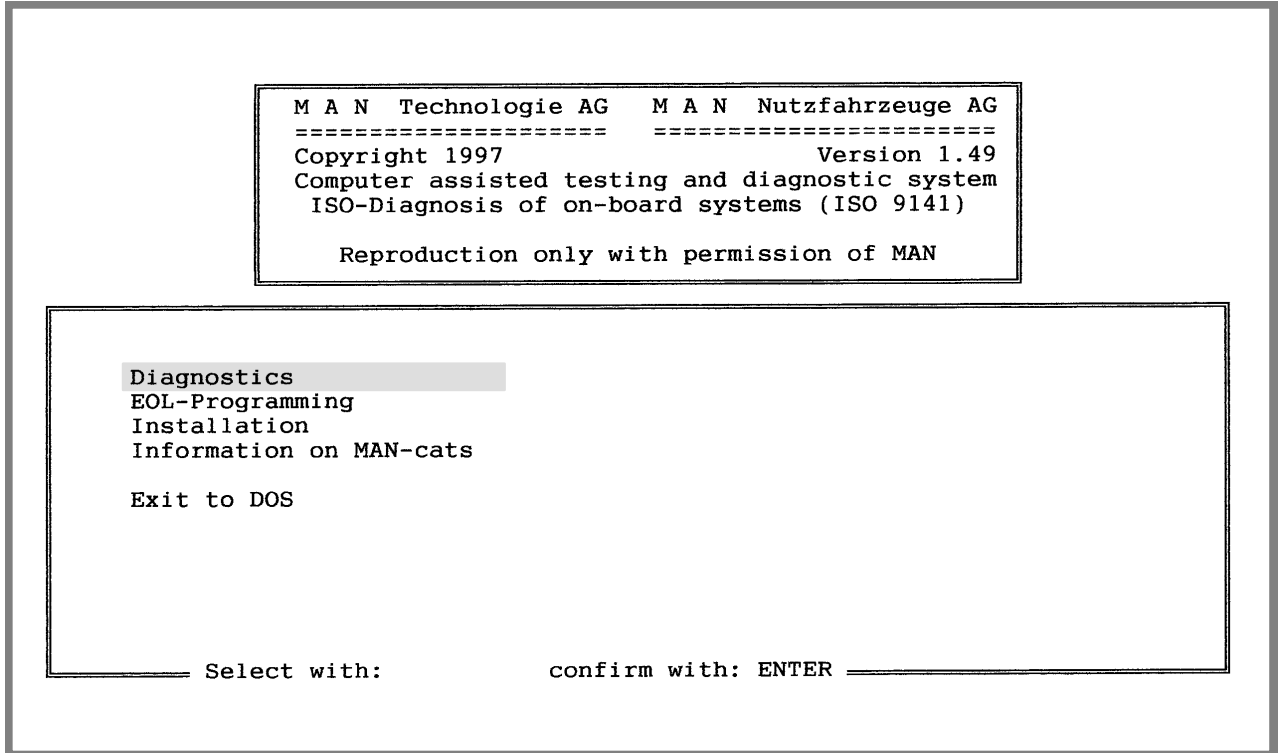 M A N  Technologie AG   M A N  Nutzfahrzeuge AG
=====================   =======================
Copyright 1997                     Version 1.49
Computer assisted testing and diagnostic system
ISO-Diagnosis of on-board systems (ISO 9141)
Reproduction only with permission of MAN
Diagnostics
EOL-Programming
Installation
Information on MAN-cats
Exit to DOS
Select with:           confirm with: ENTER